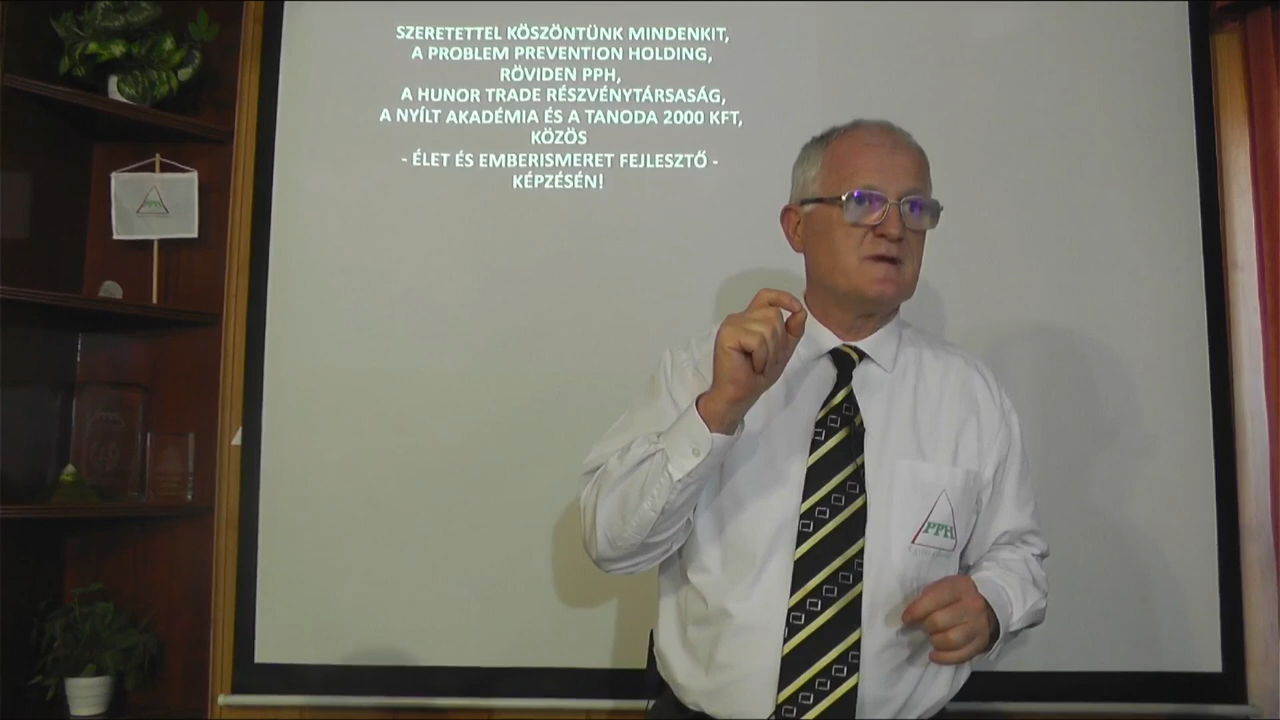 SZERETETTEL KÖSZÖNTÜNK MINDENKIT,
A PROBLEM PREVENTION HOLDING,
RÖVIDEN PPH,
A HUNOR TRADE RÉSZVÉNYTÁRSASÁG,
A NYÍLT AKADÉMIA ÉS A TANODA 2000 KFT,
KÖZÖS
- ÉLET ÉS EMBERISMERET FEJLESZTŐ -
KÉPZÉSÉN!
PPH
PPH